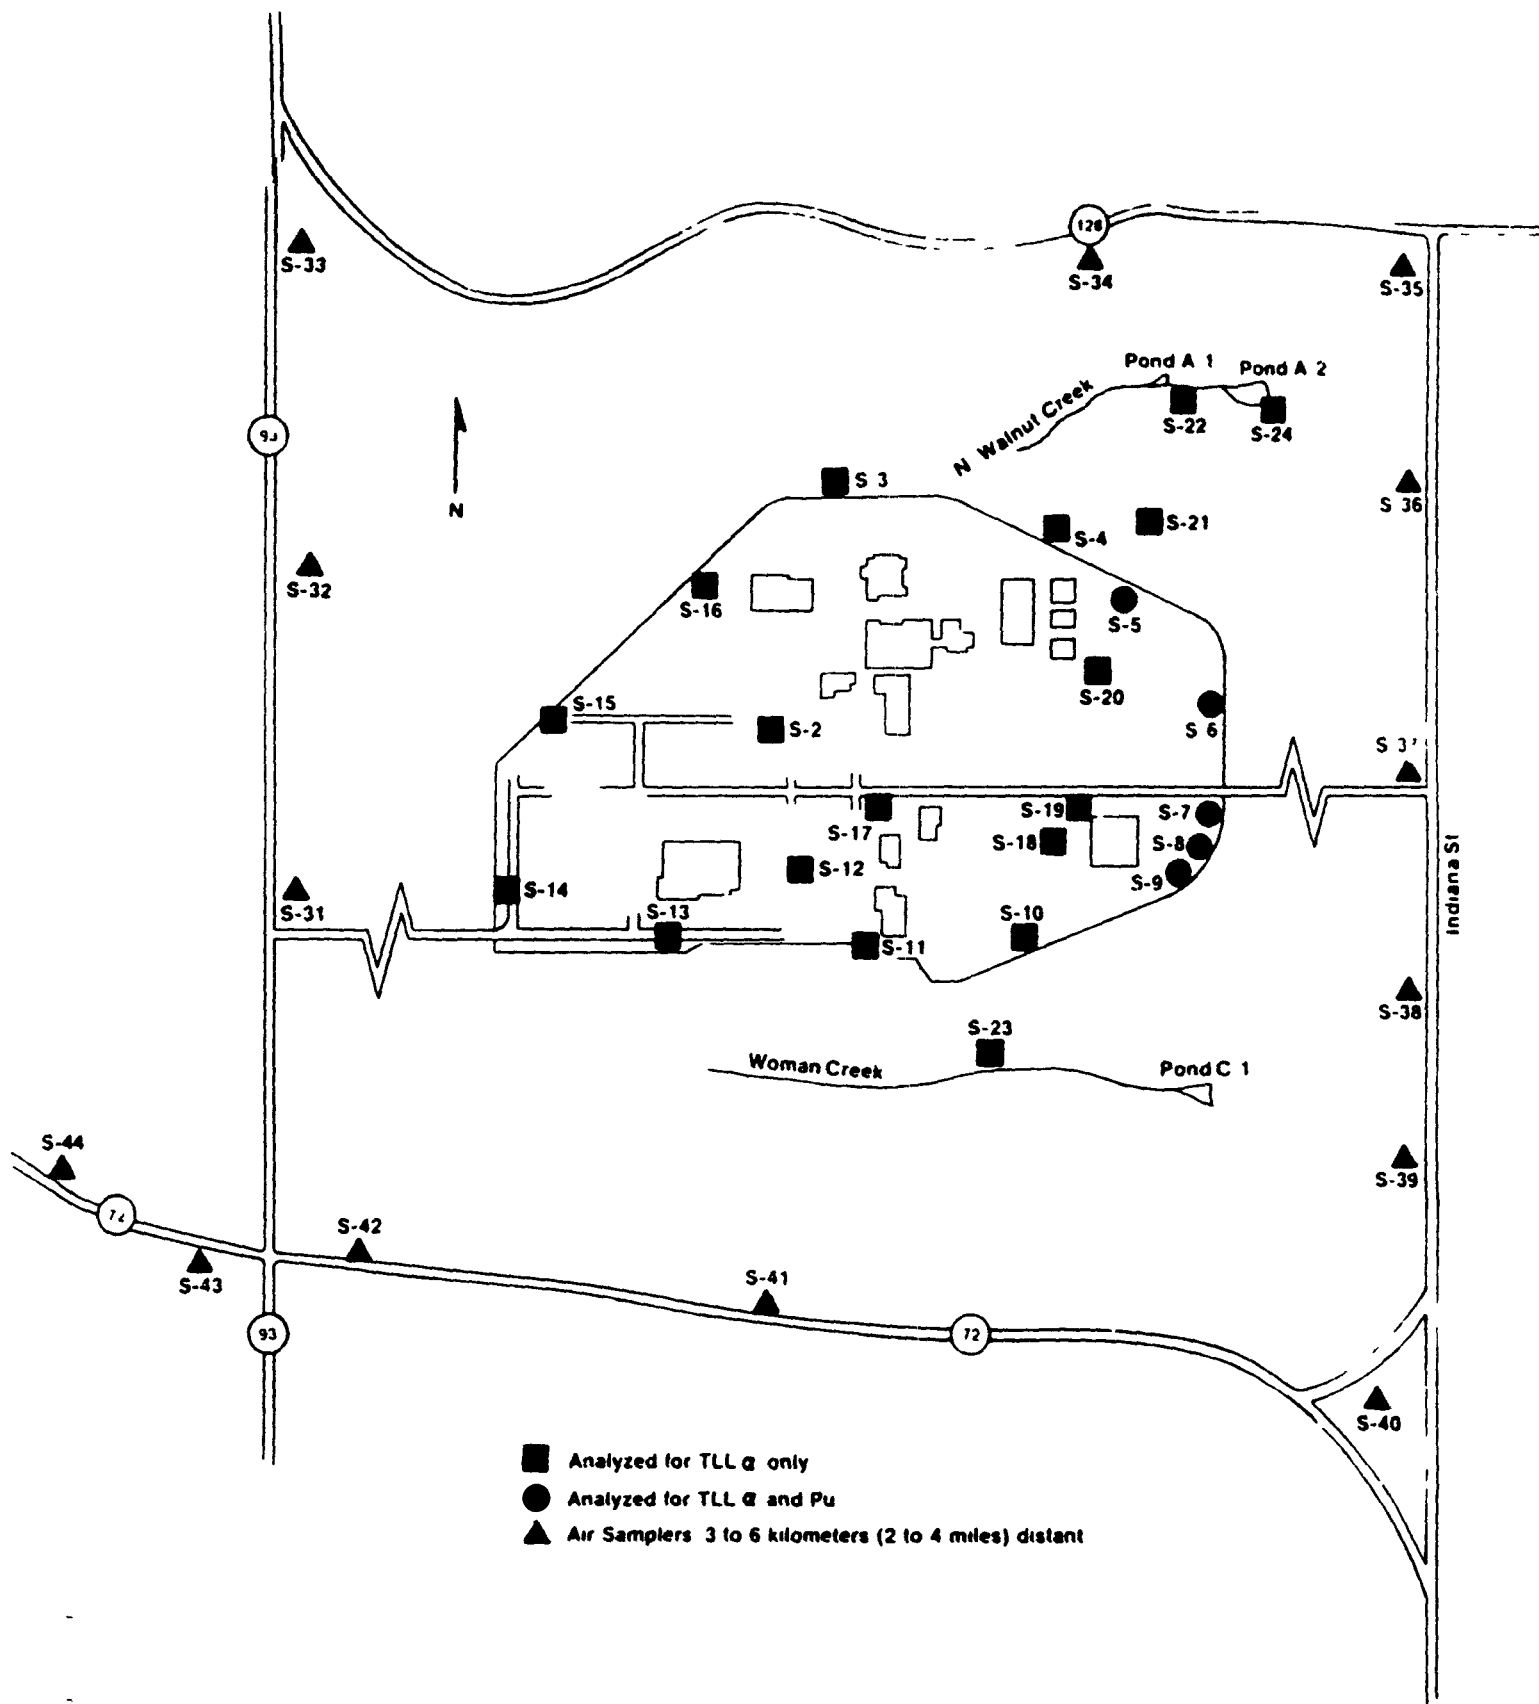 128
S-33
S-34
S-35
Pond A 1
Pond A 2
N Walnut Creek
S-22
S-24
N
S 3
S 36
S-4
S-21
S-32
S-16
S-5
S-15
S-20
S-2
S 6
S 37
S-19
S-7
S-17
S-18
S-8
S-12
S-9
Indiana St
S-14
S-31
S-13
S-10
S-11
S-38
S-23
Woman Creek
Pond C 1
S-44
S-39
72
S-42
S-43
S-41
93
72
S-40
Analyzed for TLL α only
Analyzed for TLL α and Pu
Air Samplers 3 to 6 kilometers (2 to 4 miles) distant